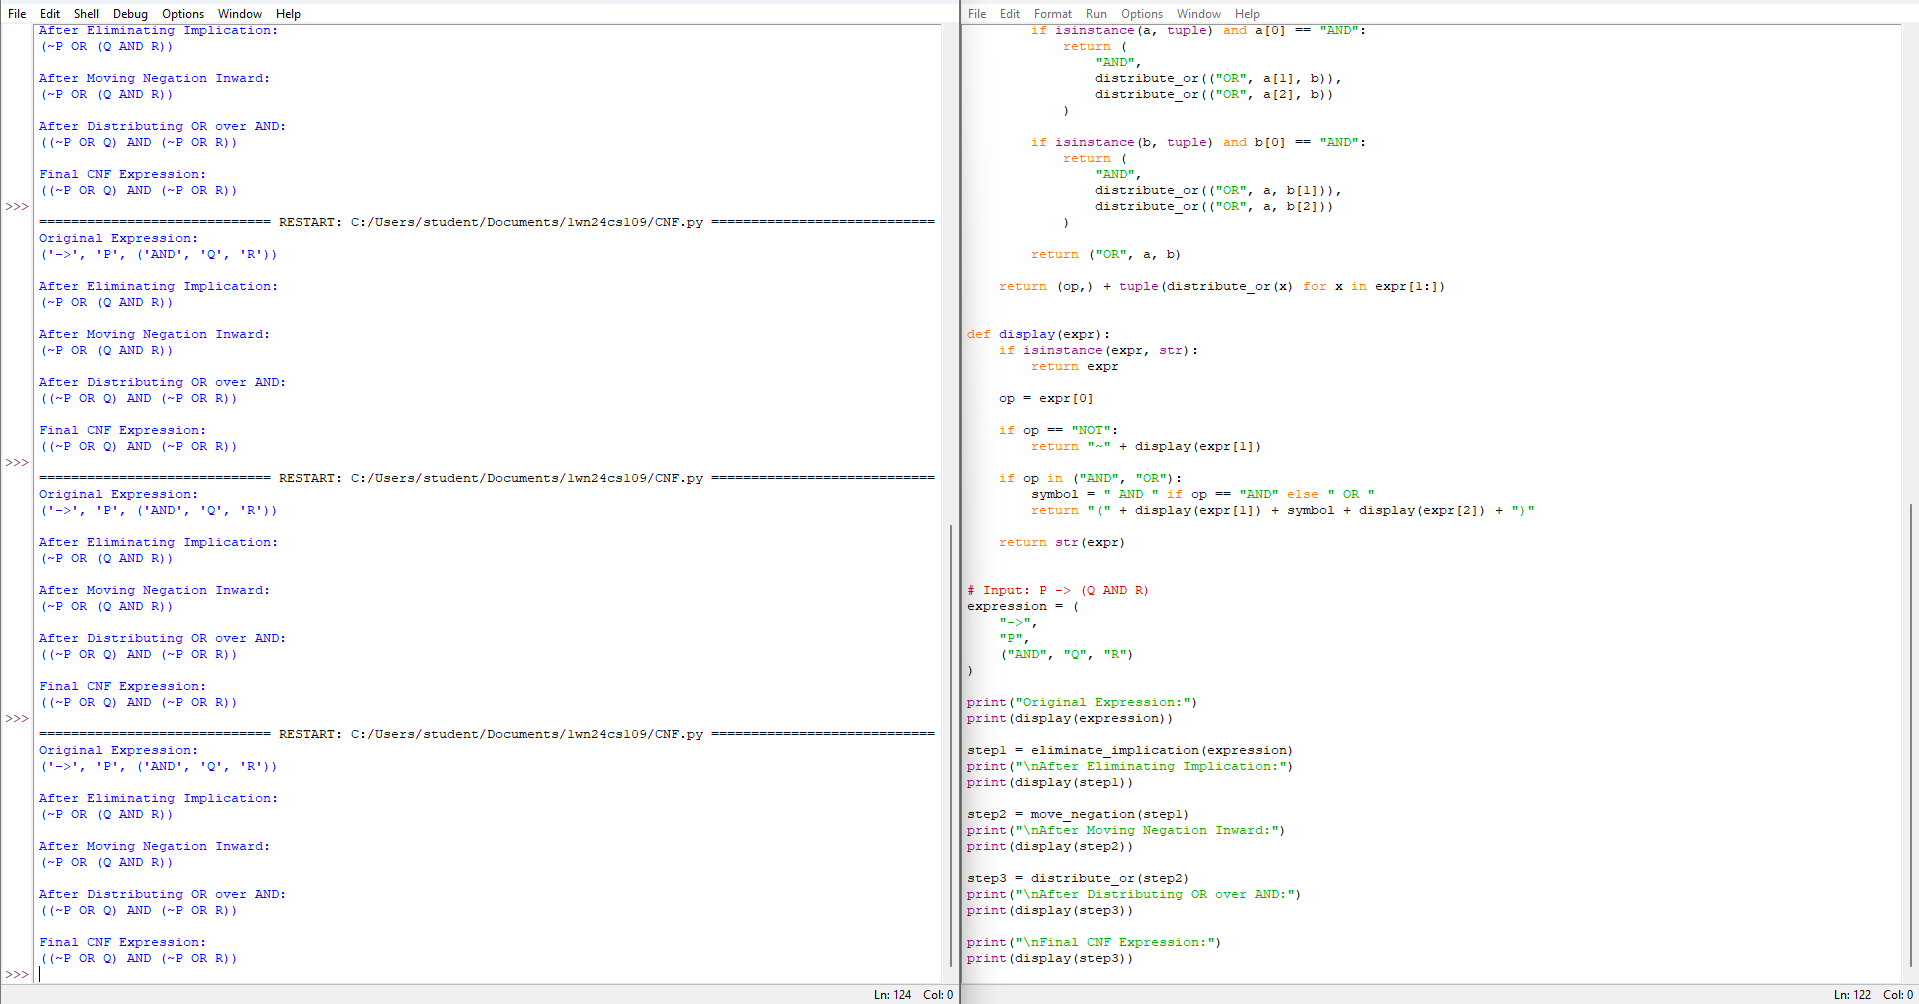 File Edit Shell Debug Options Window Help
After Eliminating Implication:
(~P OR (Q AND R))
After Moving Negation Inward:
(~P OR (Q AND R))
After Distributing OR over AND:
((~P OR Q) AND (~P OR R))
Final CNF Expression:
((~P OR Q) AND (~P OR R))
>>>
============================= RESTART: C:/Users/student/Documents/1wn24cs109/CNF.py ============================
Original Expression:
('->', 'P', ('AND', 'Q', 'R'))
After Eliminating Implication:
(~P OR (Q AND R))
After Moving Negation Inward:
(~P OR (Q AND R))
After Distributing OR over AND:
((~P OR Q) AND (~P OR R))
Final CNF Expression:
((~P OR Q) AND (~P OR R))
>>>
============================= RESTART: C:/Users/student/Documents/1wn24cs109/CNF.py ============================
Original Expression:
('->', 'P', ('AND', 'Q', 'R'))
After Eliminating Implication:
(~P OR (Q AND R))
After Moving Negation Inward:
(~P OR (Q AND R))
After Distributing OR over AND:
((~P OR Q) AND (~P OR R))
Final CNF Expression:
((~P OR Q) AND (~P OR R))
>>>
============================= RESTART: C:/Users/student/Documents/1wn24cs109/CNF.py ============================
Original Expression:
('->', 'P', ('AND', 'Q', 'R'))
After Eliminating Implication:
(~P OR (Q AND R))
After Moving Negation Inward:
(~P OR (Q AND R))
After Distributing OR over AND:
((~P OR Q) AND (~P OR R))
Final CNF Expression:
((~P OR Q) AND (~P OR R))
>>>
Ln: 124 Col: 0
File Edit Format Run Options Window Help
        if isinstance(a, tuple) and a[0] == "AND":
            return (
                "AND",
                distribute_or(("OR", a[1], b)),
                distribute_or(("OR", a[2], b))
            )
        if isinstance(b, tuple) and b[0] == "AND":
            return (
                "AND",
                distribute_or(("OR", a, b[1])),
                distribute_or(("OR", a, b[2]))
            )
        return ("OR", a, b)
    return (op,) + tuple(distribute_or(x) for x in expr[1:])
def display(expr):
    if isinstance(expr, str):
        return expr
    op = expr[0]
    if op == "NOT":
        return "~" + display(expr[1])
    if op in ("AND", "OR"):
        symbol = " AND " if op == "AND" else " OR "
        return "(" + display(expr[1]) + symbol + display(expr[2]) + ")"
    return str(expr)
# Input: P -> (Q AND R)
expression = (
    "->",
    "P",
    ("AND", "Q", "R")
)
print("Original Expression:")
print(display(expression))
step1 = eliminate_implication(expression)
print("\nAfter Eliminating Implication:")
print(display(step1))
step2 = move_negation(step1)
print("\nAfter Moving Negation Inward:")
print(display(step2))
step3 = distribute_or(step2)
print("\nAfter Distributing OR over AND:")
print(display(step3))
print("\nFinal CNF Expression:")
print(display(step3))
Ln: 122 Col: 0